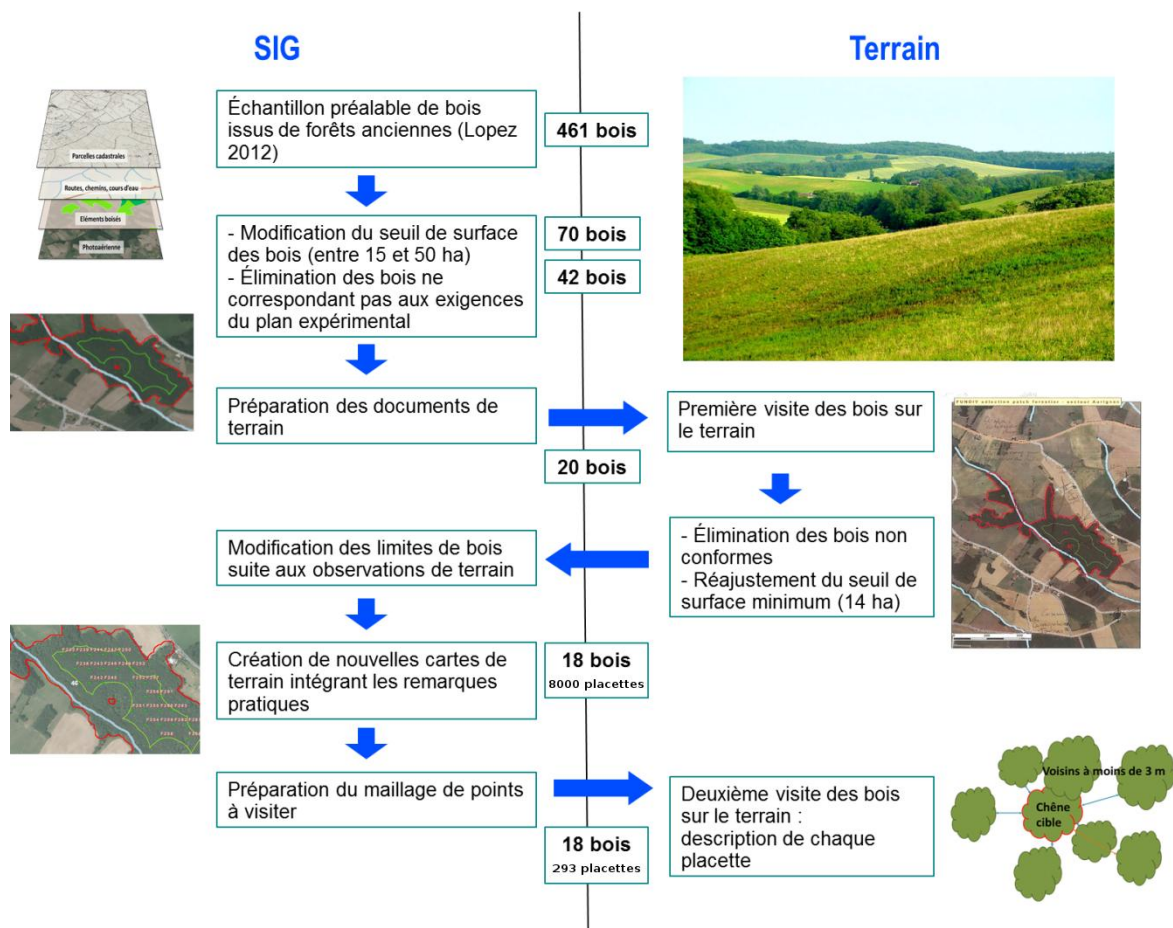 SIG
Terrain
Échantillon préalable de bois
issus de forêts anciennes (Lopez
2012)
461 bois
Parcelles cadastrales
Routes, chemins, cours d'eau
Eléments boisés
Photoaérienne
- Modification du seuil de surface
des bois (entre 15 et 50 ha)
- Élimination des bois ne
correspondant pas aux exigences
du plan expérimental
70 bois
42 bois
Préparation des documents de
terrain
Première visite des bois sur
le terrain
20 bois
- Élimination des bois non
conformes
- Réajustement du seuil de
surface minimum (14 ha)
Modification des limites de bois
suite aux observations de terrain
Création de nouvelles cartes de
terrain intégrant les remarques
pratiques
18 bois
8000 placettes
Préparation du maillage de points
à visiter
Deuxième visite des bois
sur le terrain :
description de chaque
placette
18 bois
293 placettes
Voisins à moins de 3 m
Chêne
cible